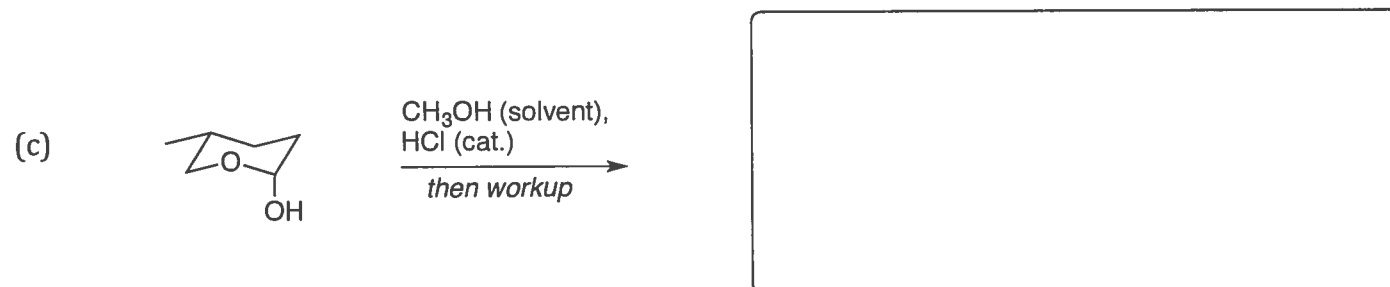 (c)
CH₃OH (solvent),
HCl (cat.)
then workup
O
OH